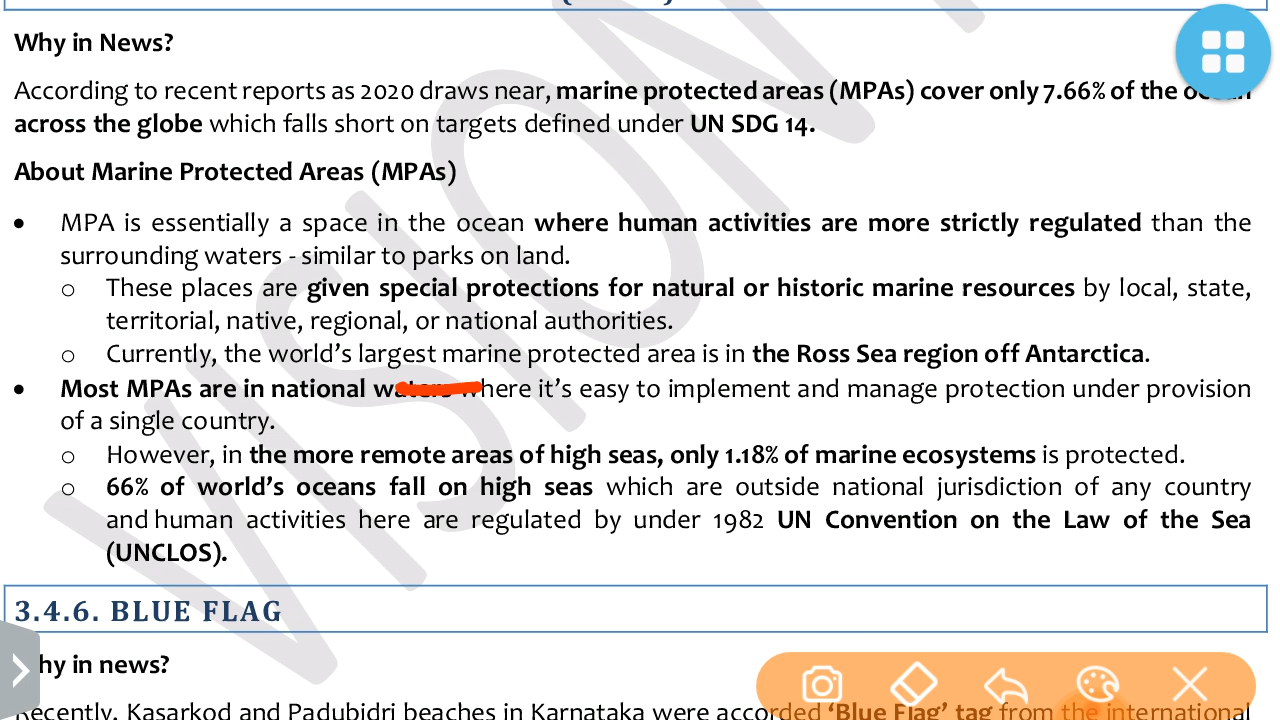 Why in News?
According to recent reports as 2020 draws near, marine protected areas (MPAs) cover only 7.66% of the
across the globe which falls short on targets defined under UN SDG 14.
About Marine Protected Areas (MPAs)
• MPA is essentially a space in the ocean where human activities are more strictly regulated than the
surrounding waters - similar to parks on land.
o These places are given special protections for natural or historic marine resources by local, state,
territorial, native, regional, or national authorities.
o Currently, the world's largest marine protected area is in the Ross Sea region off Antarctica.
• Most MPAs are in national waters where it's easy to implement and manage protection under provision
of a single country.
o However, in the more remote areas of high seas, only 1.18% of marine ecosystems is protected.
o 66% of world's oceans fall on high seas which are outside national jurisdiction of any country
and human activities here are regulated by under 1982 UN Convention on the Law of the Sea
(UNCLOS).
3.4.6. BLUE FLAG
hy in news?
Recently, Kasarkod and Padubidri beaches in Karnataka were accorded 'Blue Flag' tag from the international
VISION